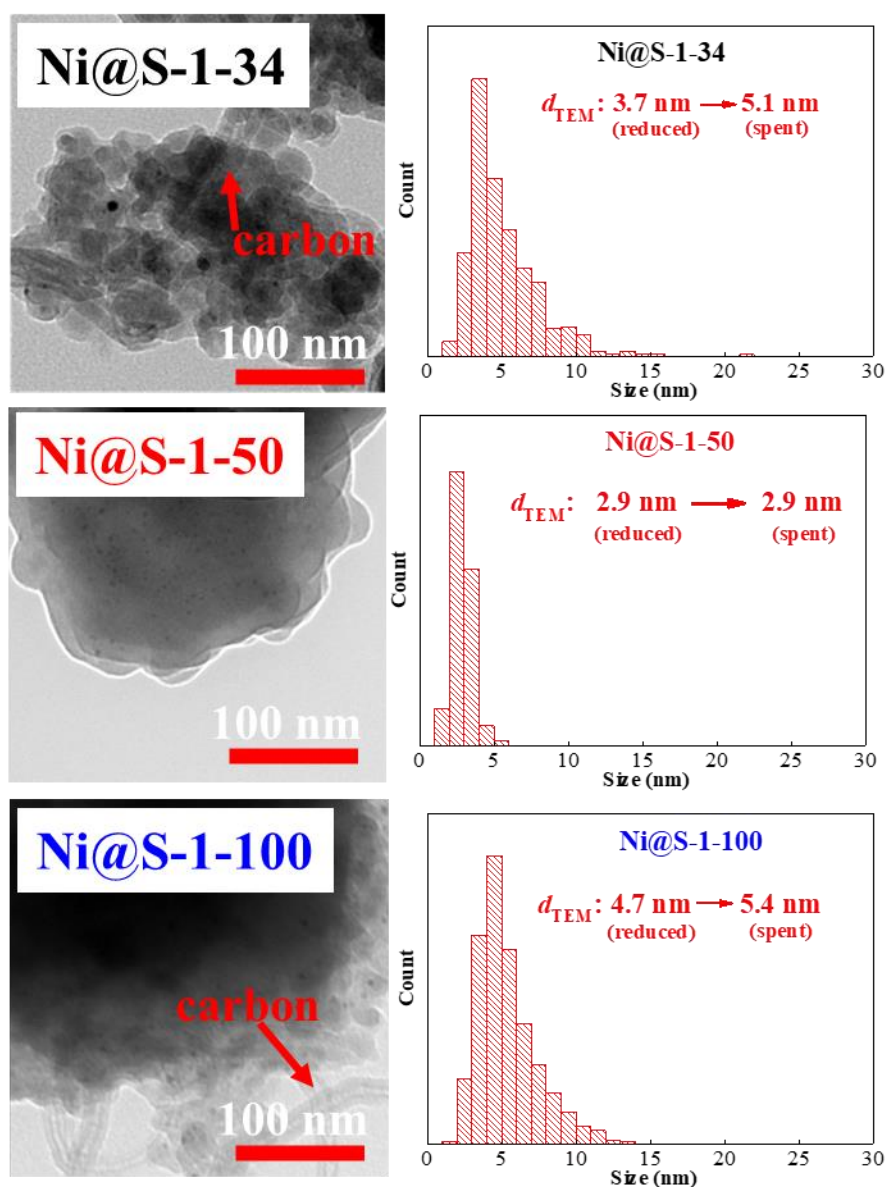 Ni@S-1-34
carbon
100 nm
Ni@S-1-34
dTEM: 3.7 nm → 5.1 nm
(reduced) (spent)
Count
0 5 10 15 20 25 30
Size (nm)
Ni@S-1-50
100 nm
Ni@S-1-50
dTEM: 2.9 nm → 2.9 nm
(reduced) (spent)
Count
0 5 10 15 20 25 30
Size (nm)
Ni@S-1-100
carbon
100 nm
Ni@S-1-100
dTEM: 4.7 nm → 5.4 nm
(reduced) (spent)
Count
0 5 10 15 20 25 30
Size (nm)